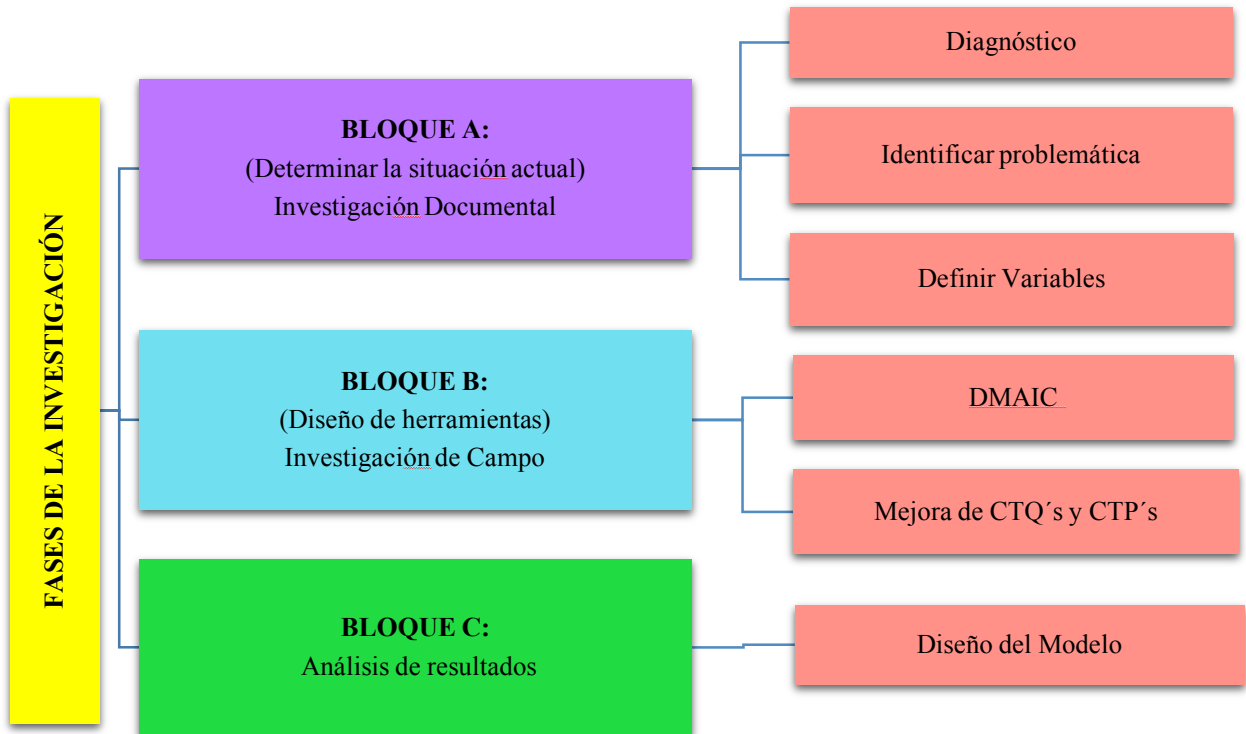 FASES DE LA INVESTIGACIÓN
BLOQUE A:
(Determinar la situación actual)
Investigación Documental
Diagnóstico
Identificar problemática
Definir Variables
BLOQUE B:
(Diseño de herramientas)
Investigación de Campo
DMAIC
Mejora de CTQ´s y CTP´s
BLOQUE C:
Análisis de resultados
Diseño del Modelo